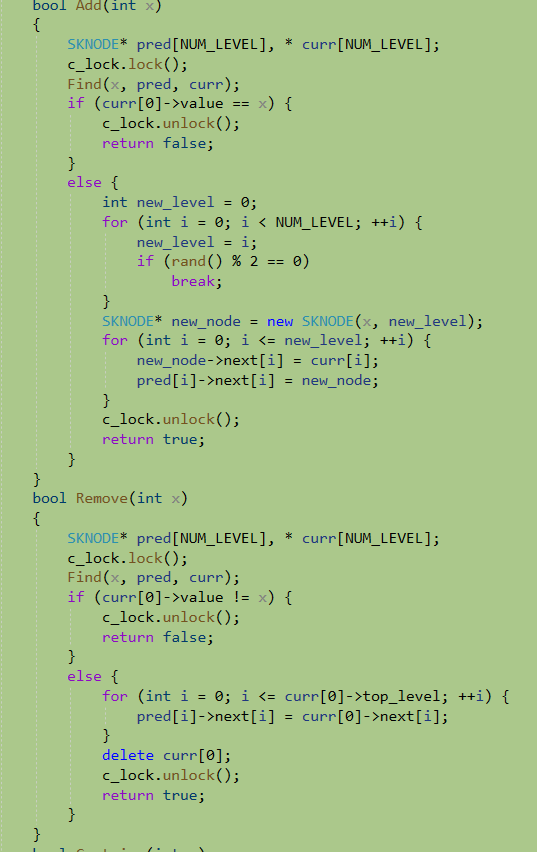 bool Add(int x)
{
    SKNODE* pred[NUM_LEVEL], * curr[NUM_LEVEL];
    c_lock.lock();
    Find(x, pred, curr);
    if (curr[0]->value == x) {
        c_lock.unlock();
        return false;
    }
    else {
        int new_level = 0;
        for (int i = 0; i < NUM_LEVEL; ++i) {
            new_level = i;
            if (rand() % 2 == 0)
                break;
        }
        SKNODE* new_node = new SKNODE(x, new_level);
        for (int i = 0; i <= new_level; ++i) {
            new_node->next[i] = curr[i];
            pred[i]->next[i] = new_node;
        }
        c_lock.unlock();
        return true;
    }
}
bool Remove(int x)
{
    SKNODE* pred[NUM_LEVEL], * curr[NUM_LEVEL];
    c_lock.lock();
    Find(x, pred, curr);
    if (curr[0]->value != x) {
        c_lock.unlock();
        return false;
    }
    else {
        for (int i = 0; i <= curr[0]->top_level; ++i) {
            pred[i]->next[i] = curr[0]->next[i];
        }
        delete curr[0];
        c_lock.unlock();
        return true;
    }
}